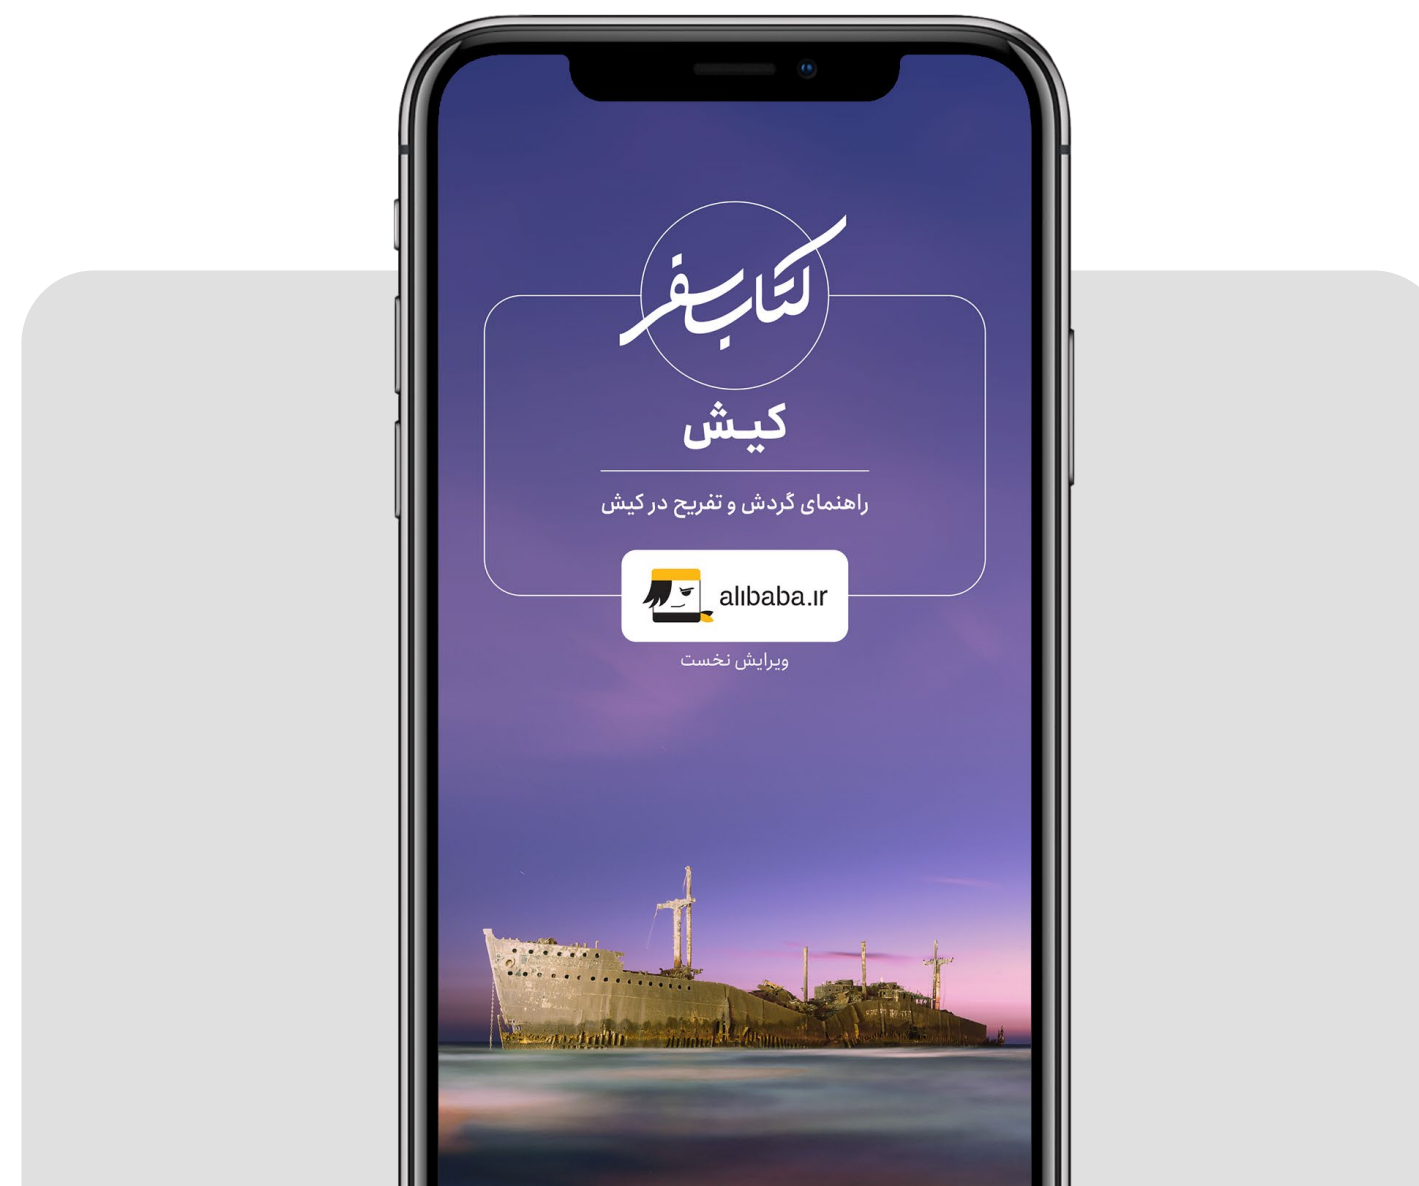 کتاب سفر
کیش
راهنمای گردش و تفریح در کیش
alibaba.ir
ویرایش نخست